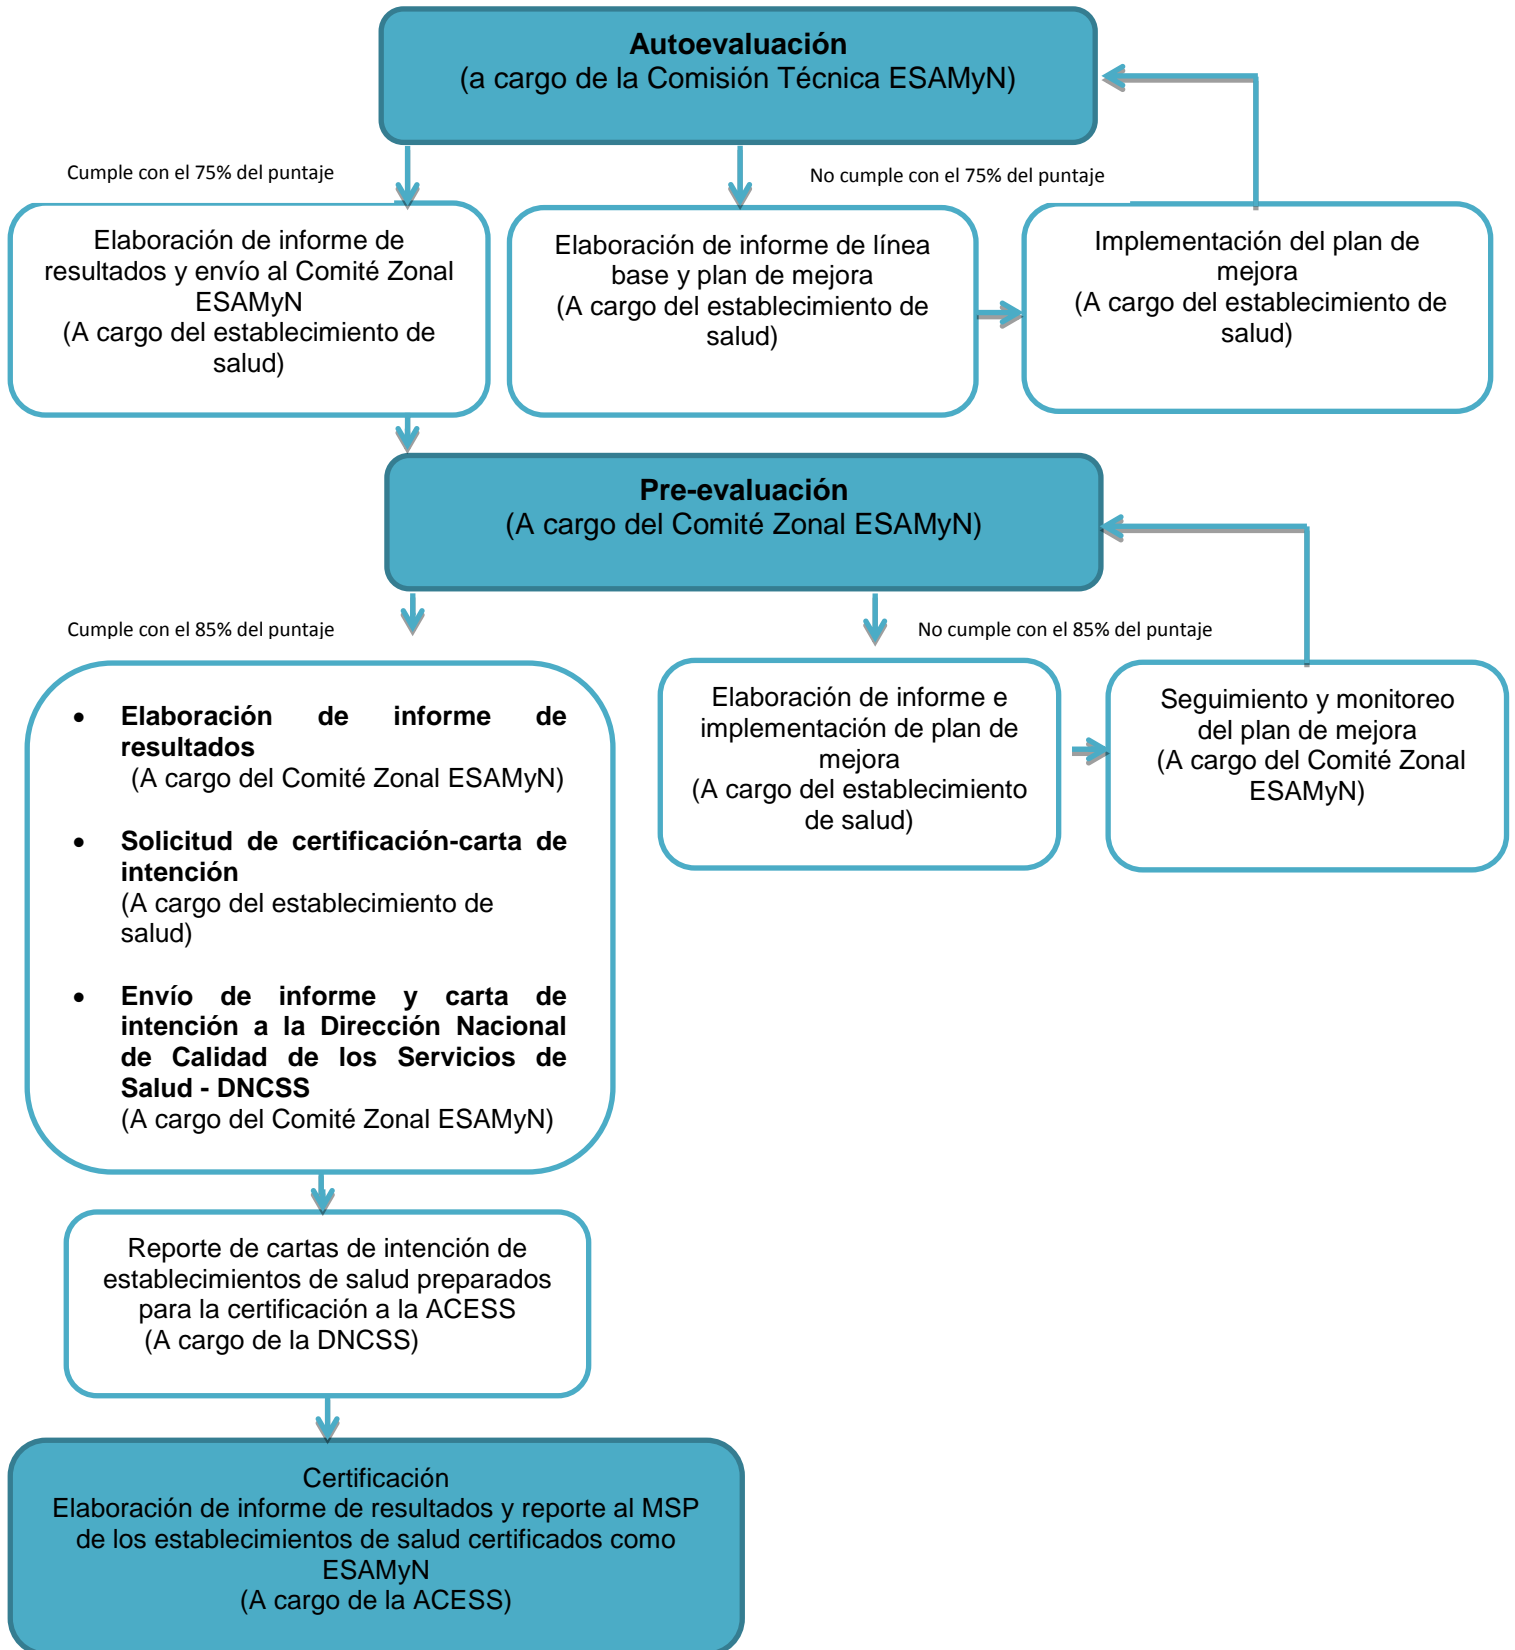 Autoevaluación
(a cargo de la Comisión Técnica ESAMyN)
Cumple con el 75% del puntaje
No cumple con el 75% del puntaje
Elaboración de informe de
resultados y envío al Comité Zonal
ESAMyN
(A cargo del establecimiento de
salud)
Elaboración de informe de línea
base y plan de mejora
(A cargo del establecimiento de
salud)
Implementación del plan de
mejora
(A cargo del establecimiento de
salud)
Pre-evaluación
(A cargo del Comité Zonal ESAMyN)
Cumple con el 85% del puntaje
No cumple con el 85% del puntaje
• Elaboración de informe de
resultados
(A cargo del Comité Zonal ESAMyN)
• Solicitud de certificación-carta de
intención
(A cargo del establecimiento de
salud)
• Envío de informe y carta de
intención a la Dirección Nacional
de Calidad de los Servicios de
Salud - DNCSS
(A cargo del Comité Zonal ESAMyN)
Elaboración de informe e
implementación de plan de
mejora
(A cargo del establecimiento
de salud)
Seguimiento y monitoreo
del plan de mejora
(A cargo del Comité Zonal
ESAMyN)
Reporte de cartas de intención de
establecimientos de salud preparados
para la certificación a la ACESS
(A cargo de la DNCSS)
Certificación
Elaboración de informe de resultados y reporte al MSP
de los establecimientos de salud certificados como
ESAMyN
(A cargo de la ACESS)